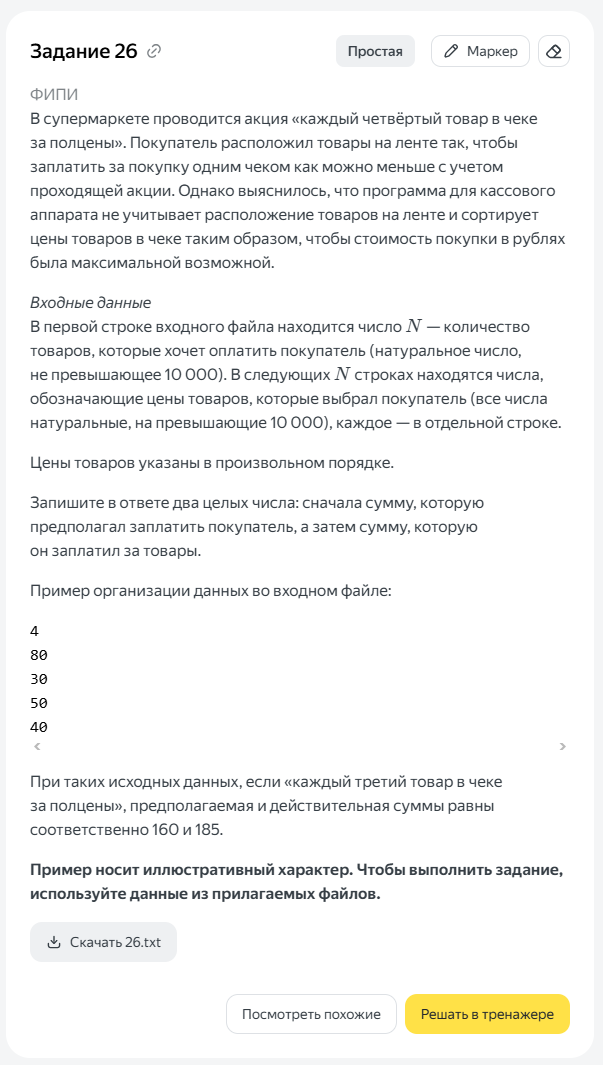 Задание 26
Простая
Маркер
ФИПИ
В супермаркете проводится акция «каждый четвёртый товар в чеке
за полцены». Покупатель расположил товары на ленте так, чтобы
заплатить за покупку одним чеком как можно меньше с учетом
проходящей акции. Однако выяснилось, что программа для кассового
аппарата не учитывает расположение товаров на ленте и сортирует
цены товаров в чеке таким образом, чтобы стоимость покупки в рублях
была максимальной возможной.
Входные данные
В первой строке входного файла находится число N — количество
товаров, которые хочет оплатить покупатель (натуральное число,
не превышающее 10 000). В следующих N строках находятся числа,
обозначающие цены товаров, которые выбрал покупатель (все числа
натуральные, на превышающие 10 000), каждое — в отдельной строке.
Цены товаров указаны в произвольном порядке.
Запишите в ответе два целых числа: сначала сумму, которую
предполагал заплатить покупатель, а затем сумму, которую
он заплатил за товары.
Пример организации данных во входном файле:
4
80
30
50
40
При таких исходных данных, если «каждый третий товар в чеке
за полцены», предполагаемая и действительная суммы равны
соответственно 160 и 185.
Пример носит иллюстративный характер. Чтобы выполнить задание,
используйте данные из прилагаемых файлов.
Скачать 26.txt
Посмотреть похожие
Решать в тренажере